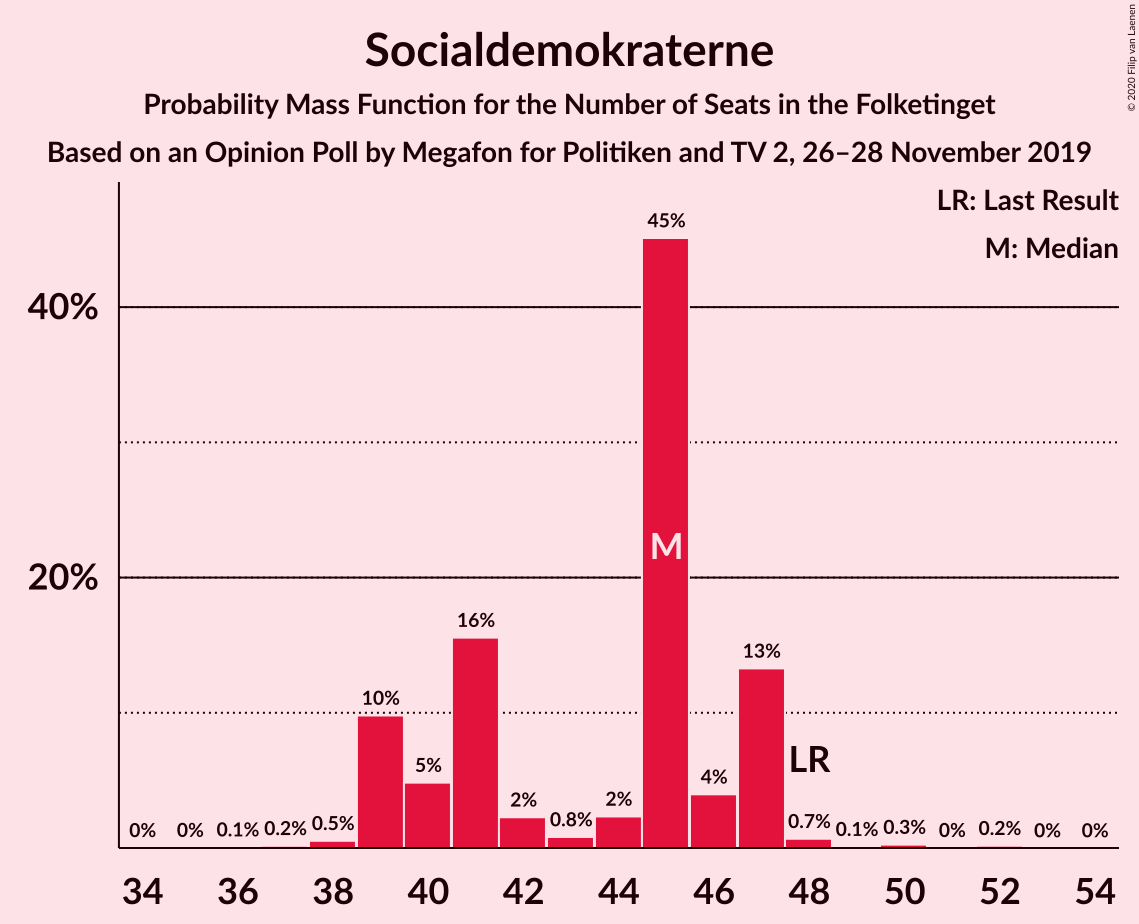 Socialdemokraterne
Probability Mass Function for the Number of Seats in the Folketinget
Based on an Opinion Poll by Megafon for Politiken and TV 2, 26–28 November 2019
© 2020 Filip van Laenen
LR: Last Result
M: Median
40%
20%
0%
0%
0.1%
0.2%
0.5%
10%
5%
16%
2%
0.8%
2%
45%
M
4%
13%
LR
0.7%
0.1%
0.3%
0%
0.2%
0%
0%
34 36 38 40 42 44 46 48 50 52 54